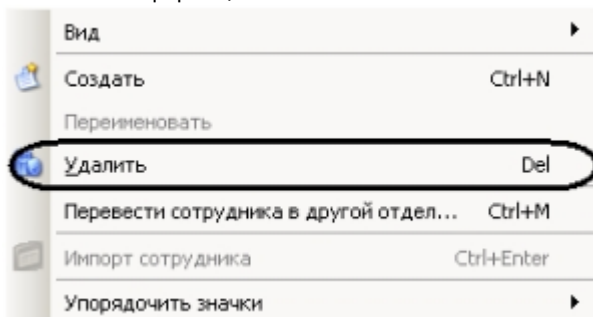 Вид
Создать Ctrl+N
Переименовать
Удалить Del
Перевести сотрудника в другой отдел... Ctrl+M
Импорт сотрудника Ctrl+Enter
Упорядочить значки